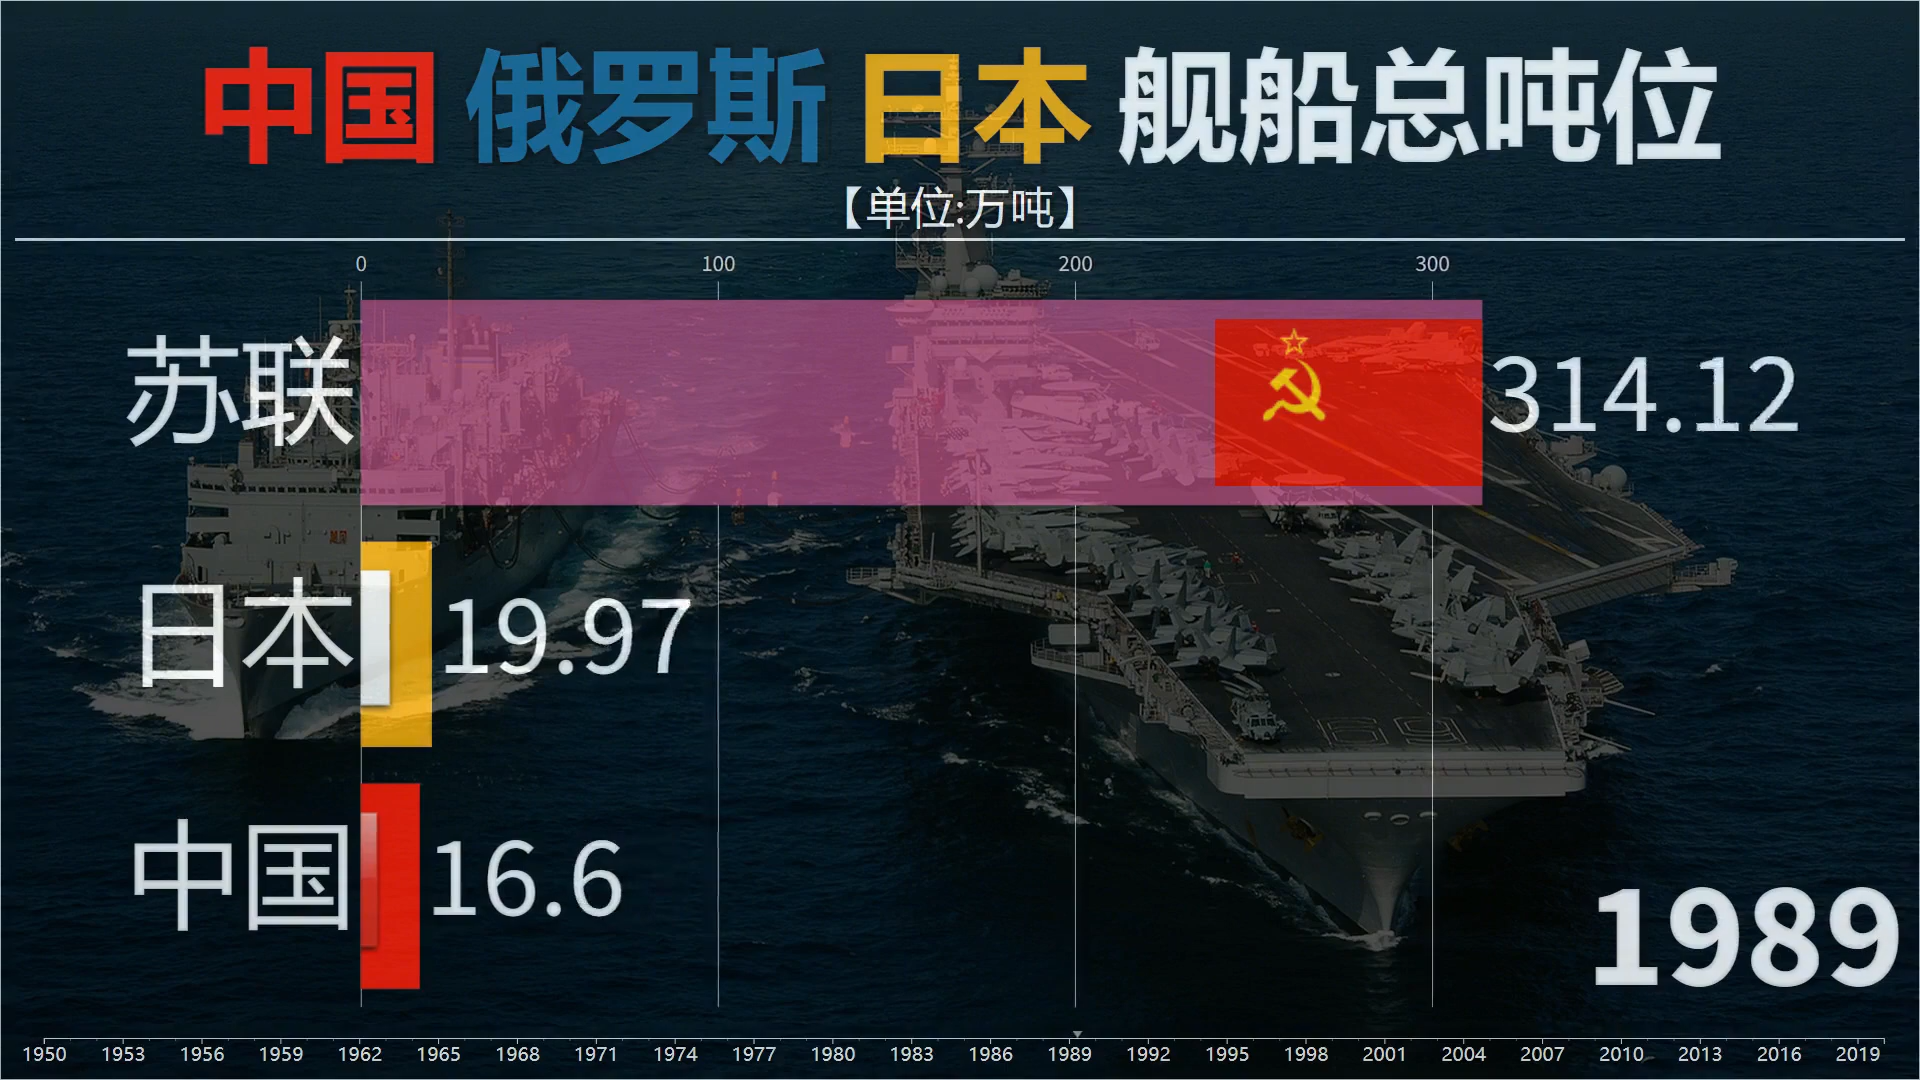 中国 俄罗斯 日本 舰船总吨位
【单位:万吨】
0 100 200 300
苏联 314.12
日本 19.97
中国 16.6
1989
1950 1953 1956 1959 1962 1965 1968 1971 1974 1977 1980 1983 1986 1989 1992 1995 1998 2001 2004 2007 2010 2013 2016 2019